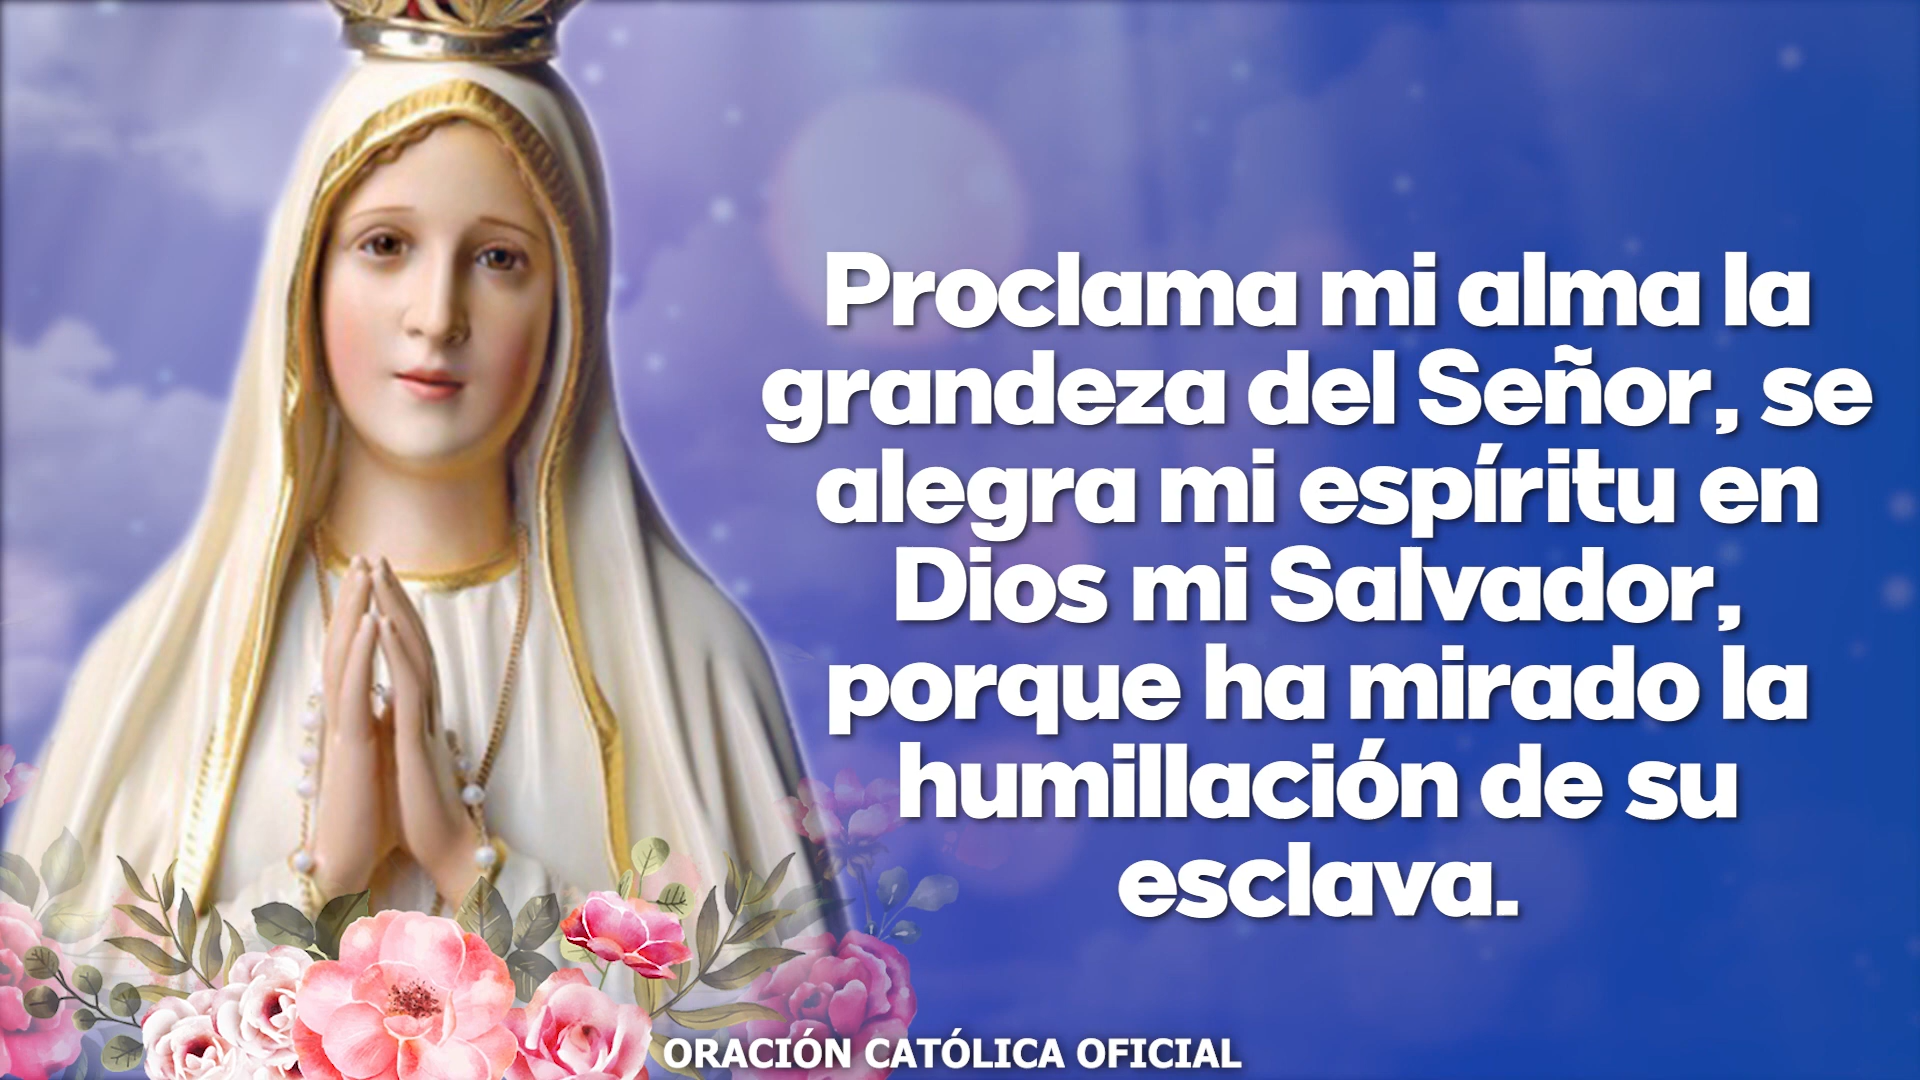 Proclama mi alma la
grandeza del Señor, se
alegra mi espíritu en
Dios mi Salvador,
porque ha mirado la
humillación de su
esclava.
ORACIÓN CATÓLICA OFICIAL